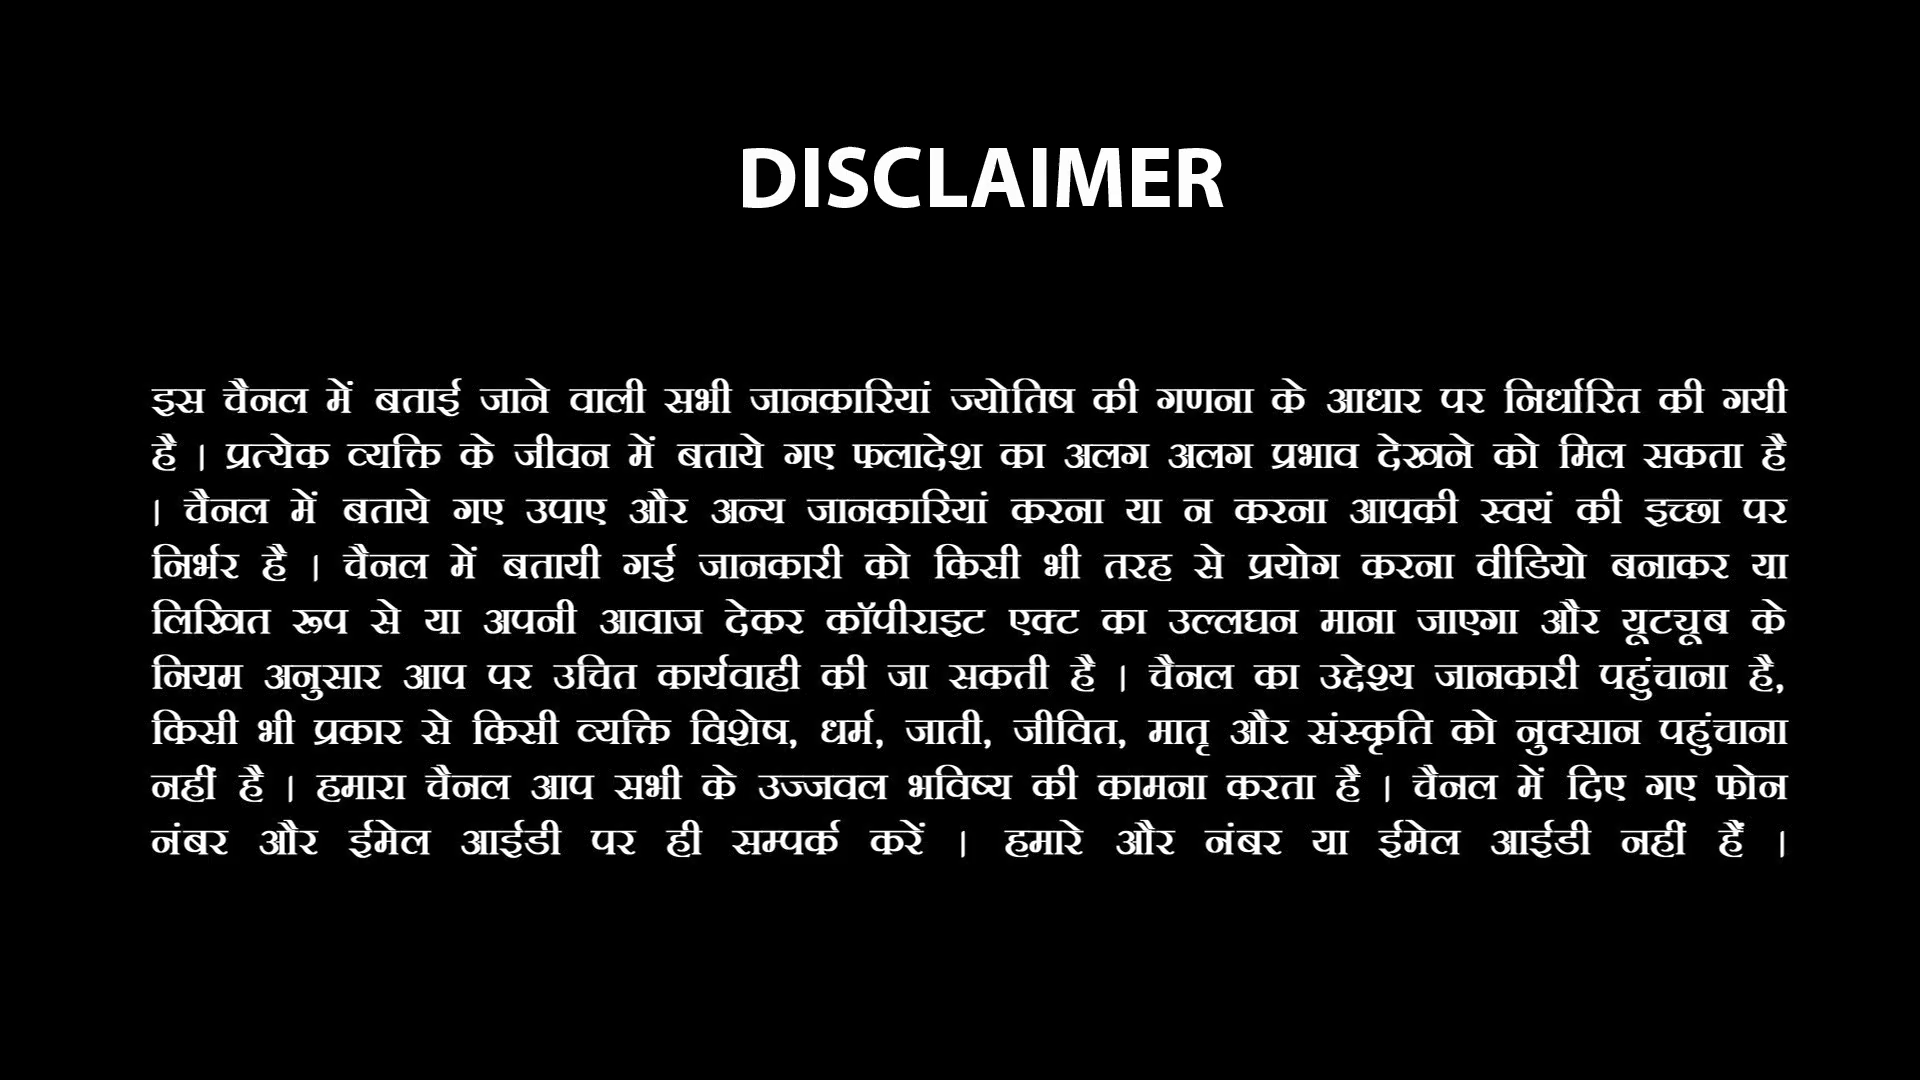 DISCLAIMER
इस चैनल में बताई जाने वाली सभी जानकारियां ज्योतिष की गणना के आधार पर निर्धारित की गयी
है । प्रत्येक व्यक्ति के जीवन में बताये गए फलादेश का अलग अलग प्रभाव देखने को मिल सकता है
। चैनल में बताये गए उपाए और अन्य जानकारियां करना या न करना आपकी स्वयं की इच्छा पर
निर्भर है । चैनल में बतायी गई जानकारी को किसी भी तरह से प्रयोग करना वीडियो बनाकर या
लिखित रूप से या अपनी आवाज देकर कॉपीराइट एक्ट का उल्लघन माना जाएगा और यूट्यूब के
नियम अनुसार आप पर उचित कार्यवाही की जा सकती है । चैनल का उद्देश्य जानकारी पहुंचाना है,
किसी भी प्रकार से किसी व्यक्ति विशेष, धर्म, जाती, जीवित, मातृ और संस्कृति को नुक्सान पहुंचाना
नहीं है । हमारा चैनल आप सभी के उज्जवल भविष्य की कामना करता है । चैनल में दिए गए फोन
नंबर और ईमेल आईडी पर ही सम्पर्क करें । हमारे और नंबर या ईमेल आईडी नहीं हैं ।